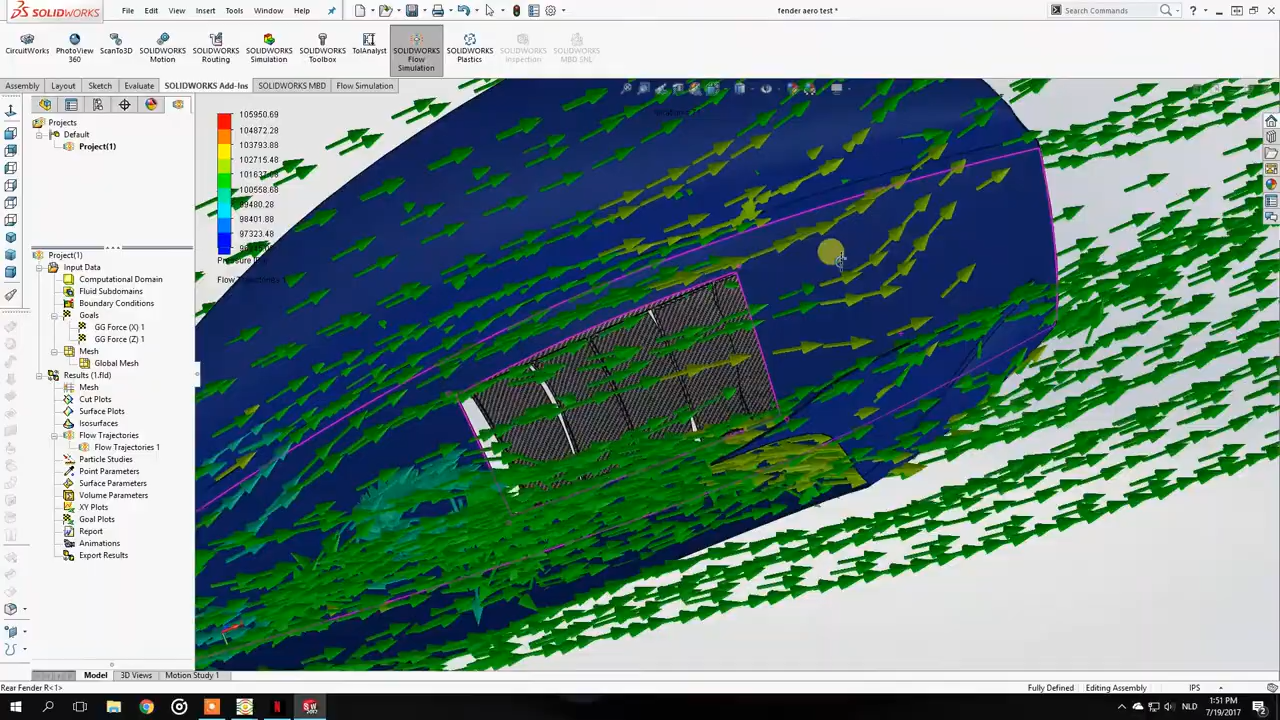 SOLIDWORKS
File Edit View Insert Tools Window Help
fender aero test *
Search Commands
CircuitWorks
PhotoView 360
ScanTo3D
SOLIDWORKS Motion
SOLIDWORKS Routing
SOLIDWORKS Simulation
SOLIDWORKS Toolbox
TolAnalyst
SOLIDWORKS Flow Simulation
SOLIDWORKS Plastics
SOLIDWORKS Inspection
SOLIDWORKS MBD SNL
Assembly Layout Sketch Evaluate SOLIDWORKS Add-Ins SOLIDWORKS MBD Flow Simulation
Projects
Default
Project(1)
105950.69
104872.28
103793.88
102715.48
100558.68
99480.28
98401.88
97323.48
Project(1)
Input Data
Computational Domain
Fluid Subdomains
Boundary Conditions
Goals
GG Force (X) 1
GG Force (Z) 1
Mesh
Global Mesh
Results (1.fld)
Mesh
Cut Plots
Surface Plots
Isosurfaces
Flow Trajectories
Flow Trajectories 1
Particle Studies
Point Parameters
Surface Parameters
Volume Parameters
XY Plots
Goal Plots
Report
Animations
Export Results
Model 3D Views Motion Study 1
Rear Fender R<1>
Fully Defined Editing Assembly IPS
NLD
1:51 PM
7/19/2017